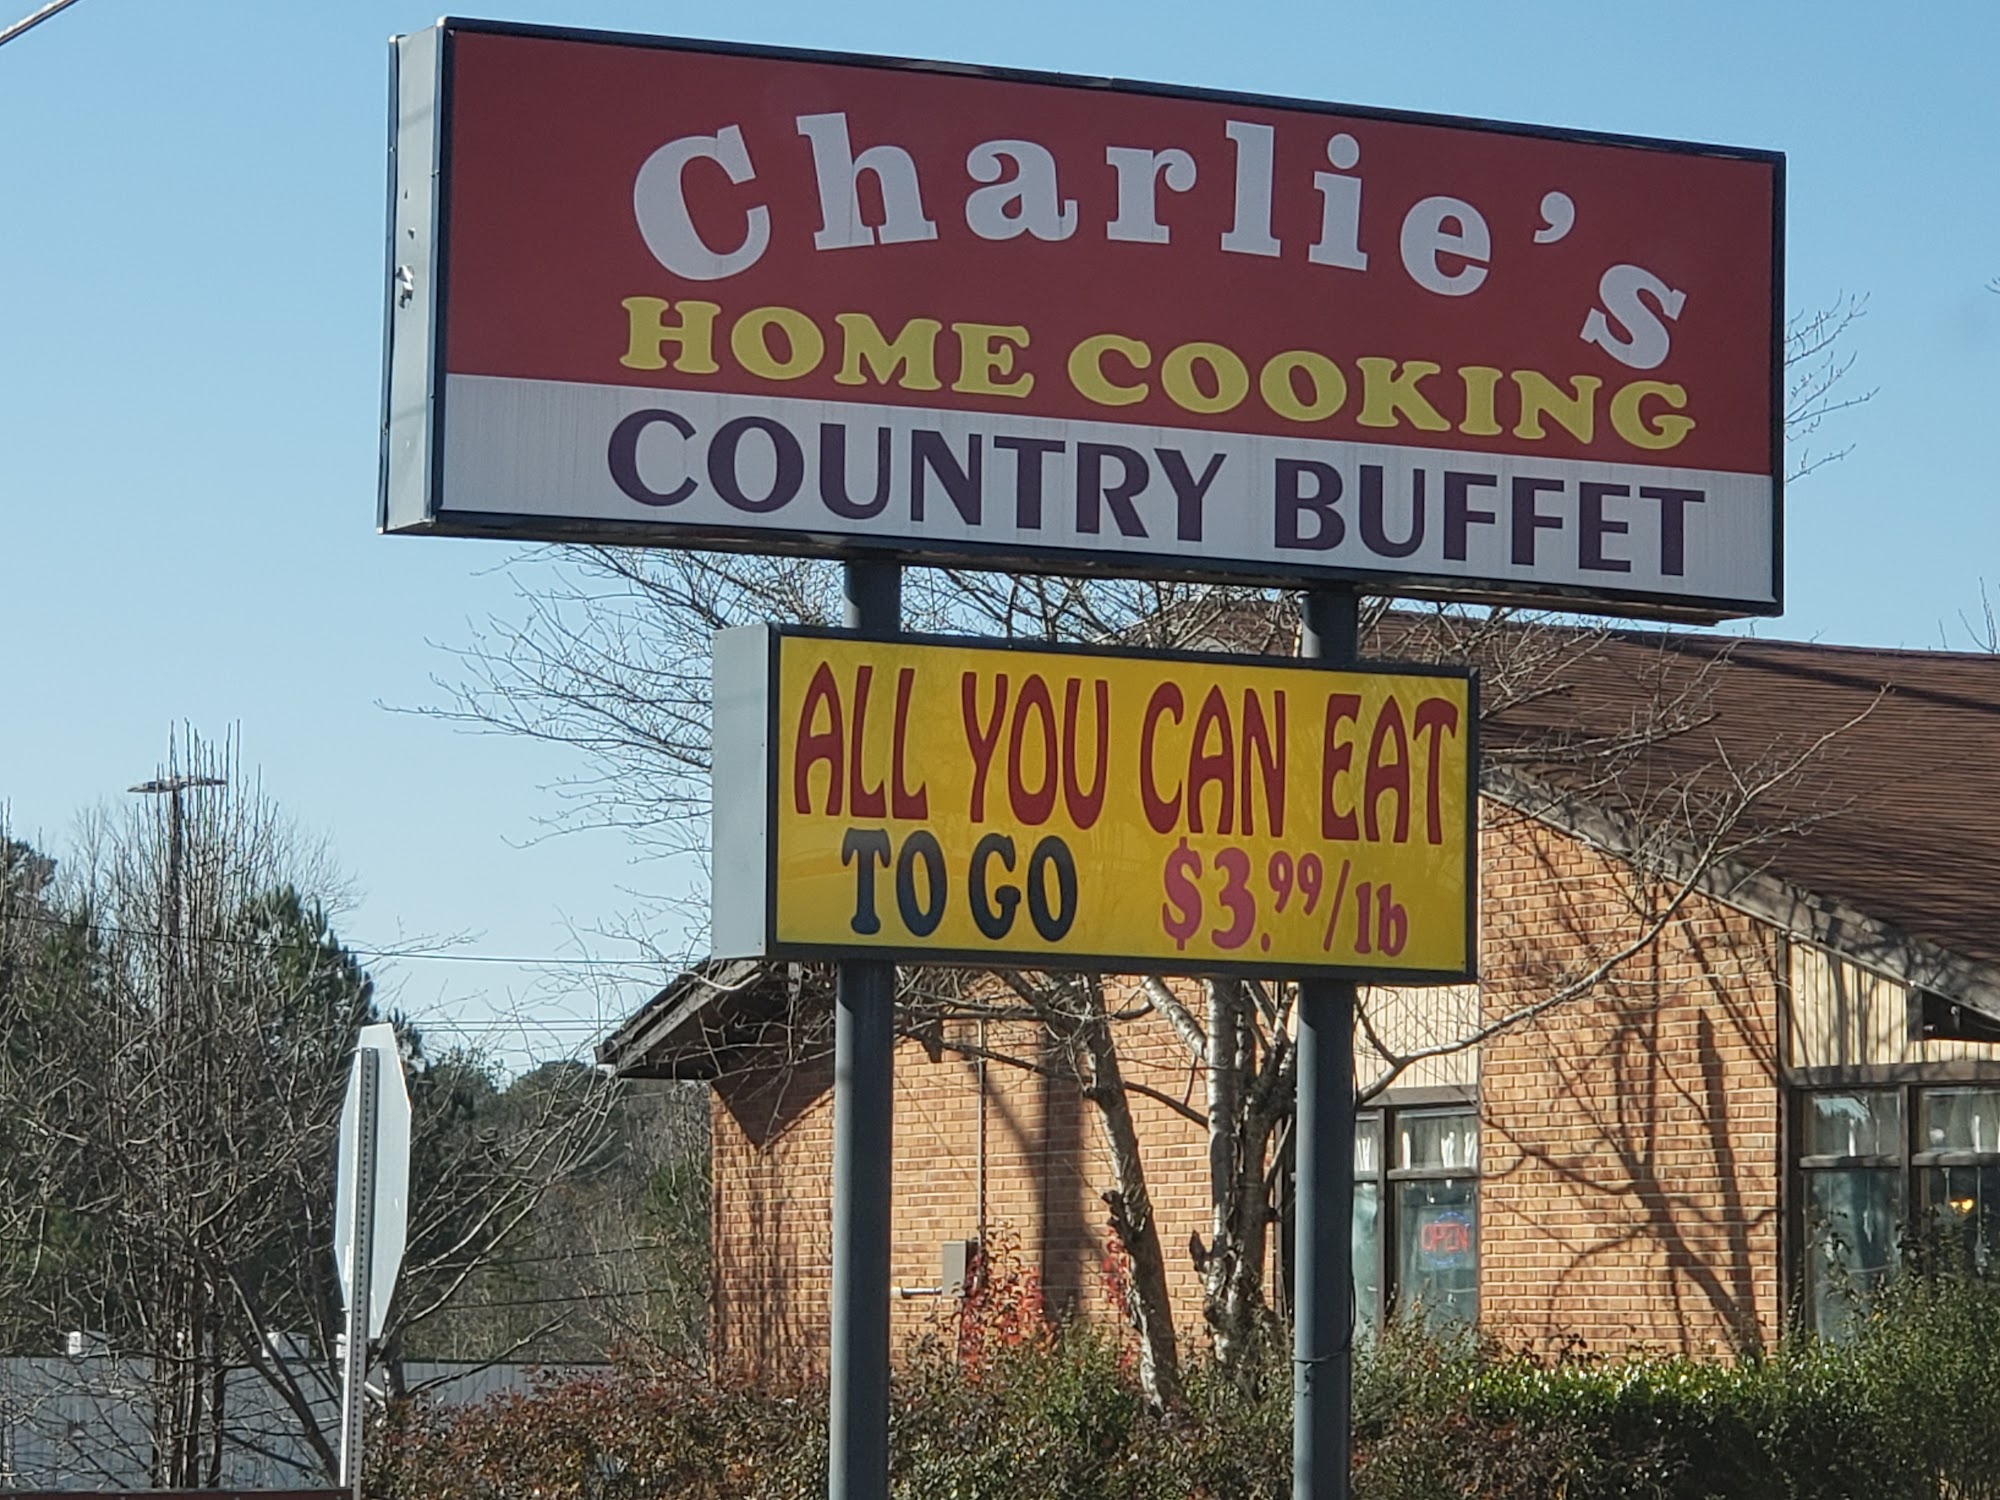 Charlie's
HOME COOKING
COUNTRY BUFFET
ALL YOU CAN EAT
TO GO $3.99/lb
OPEN